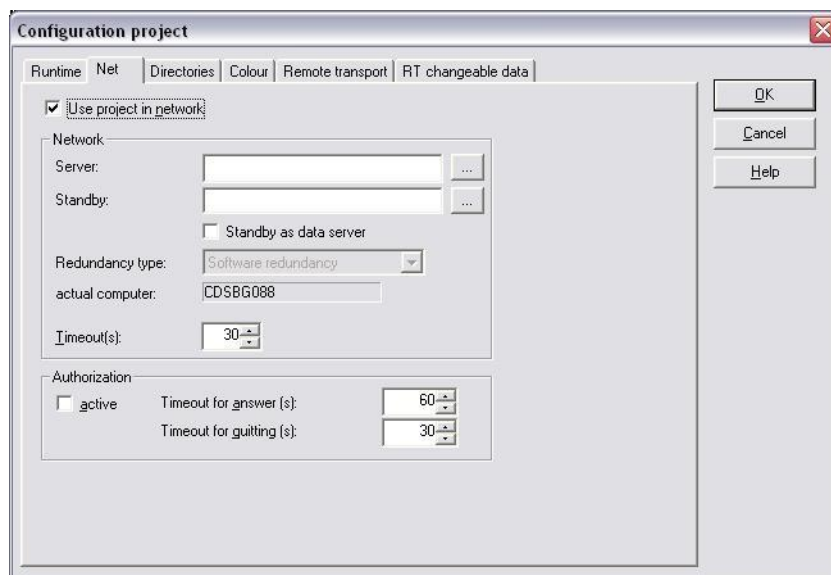 Configuration project
Runtime Net Directories Colour Remote transport RT changeable data
Use project in network
OK
Cancel
Help
Network
Server: ...
Standby: ...
Standby as data server
Redundancy type: Software redundancy
actual computer: CDSBG088
Timeout(s): 30
Authorization
active Timeout for answer (s): 60
Timeout for guitting (s): 30